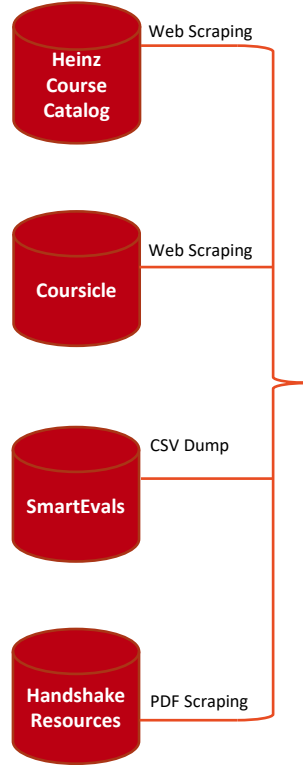 Web Scraping
Heinz
Course
Catalog
Web Scraping
Coursicle
CSV Dump
SmartEvals
Handshake
Resources
PDF Scraping